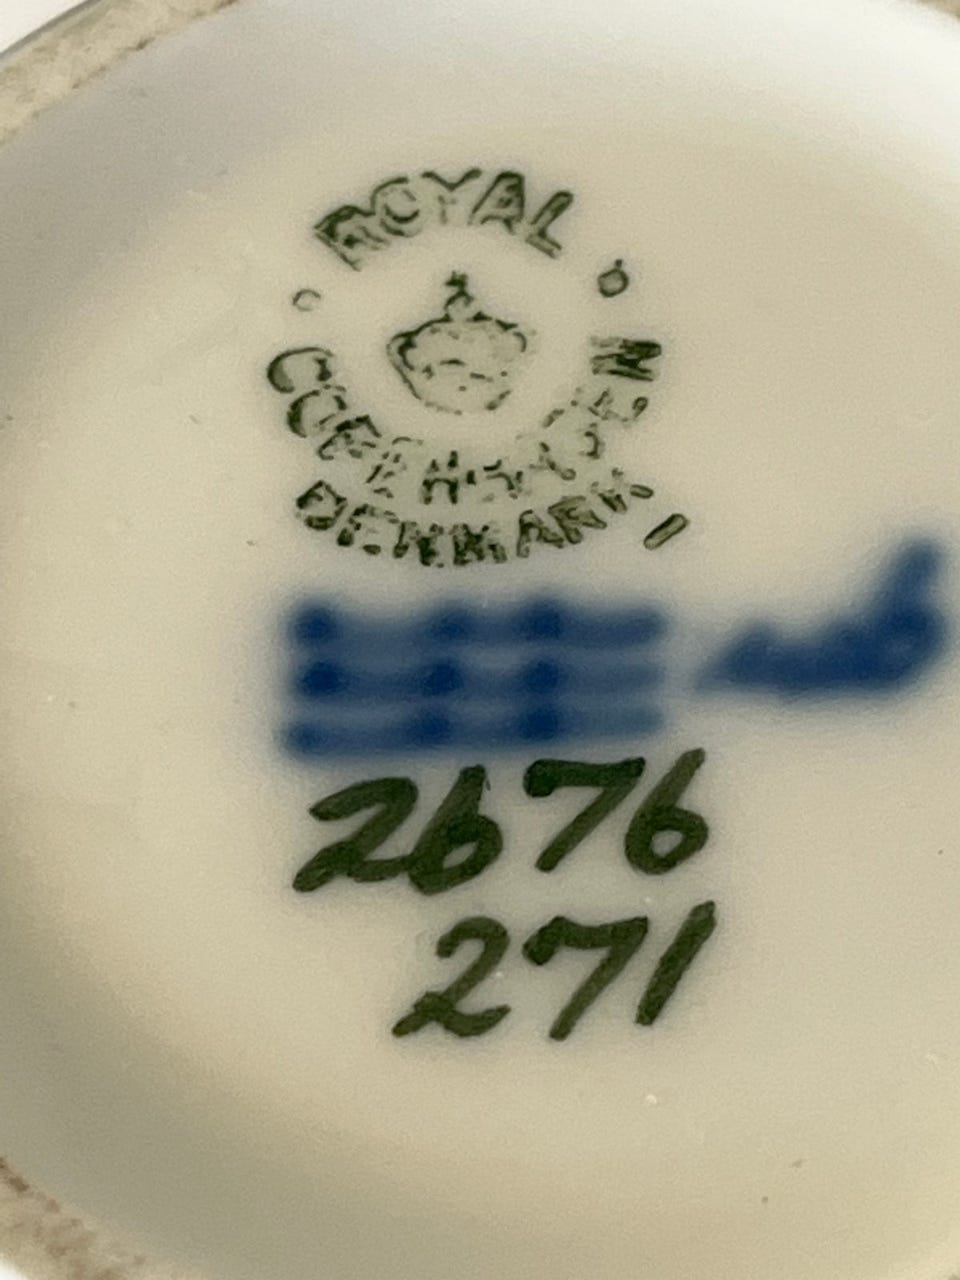 ROYAL
COPENHAGEN
DENMARK
2676
271